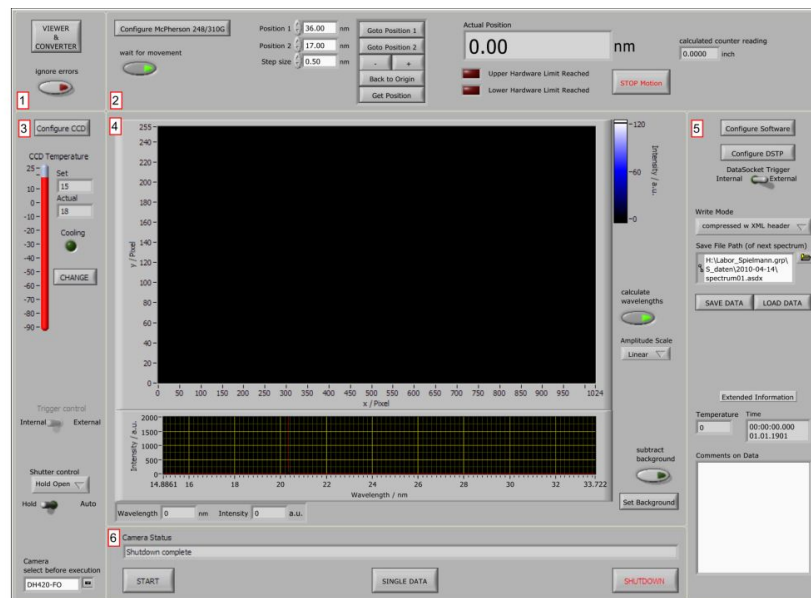 VIEWER
&
CONVERTER
Ignore errors
1
Configure McPherson 248/310G
wait for movement
2
Position 1 36.00 nm
Position 2 17.00 nm
Step size 0.50 nm
Goto Position 1
Goto Position 2
- +
Back to Origin
Get Position
Actual Position
0.00 nm
Upper Hardware Limit Reached
Lower Hardware Limit Reached
STOP Motion
calculated counter reading
0.0000 inch
3
Configure CCD
CCD Temperature
25
10
0
-10
-20
-30
-40
-50
-60
-70
-80
-90
Set
15
Actual
18
Cooling
CHANGE
Trigger control
Internal External
Shutter control
Hold Open
Hold Auto
Camera
select before execution
DH420-FO
4
255
240
220
200
180
160
140
120
100
80
60
40
20
0
y / Pixel
0 50 100 150 200 250 300 350 400 450 500 550 600 650 700 750 800 850 900 950 1024
x / Pixel
120
60
0
Intensity / a.u.
calculate
wavelengths
Amplitude Scale
Linear
2000
1500
1000
500
0
Intensity / a.u.
14.8861 16 18 20 22 24 26 28 30 32 33.722
Wavelength / nm
subtract
background
Set Background
Wavelength 0 nm Intensity 0 a.u.
5
Configure Software
Configure DSTP
DataSocket Trigger
Internal External
Write Mode
compressed w XML header
Save File Path (of next spectrum)
H:\Labor_Spielmann.grp\
S_daten\2010-04-14\
spectrum01.asdx
SAVE DATA LOAD DATA
Extended Information
Temperature Time
0 00:00:00.000
01.01.1901
Comments on Data
6
Camera Status
Shutdown complete
START SINGLE DATA SHUTDOWN